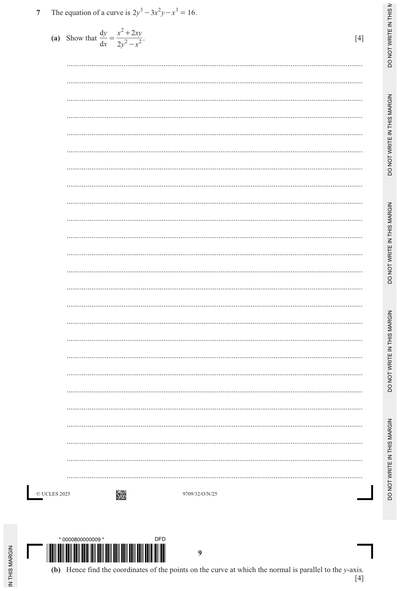 7 The equation of a curve is 2y³ − 3x²y − x³ = 16.
(a) Show that dy/dx = (x² + 2xy)/(2y² − x²). [4]
© UCLES 2025 9709/32/O/N/25
DO NOT WRITE IN THIS M
DO NOT WRITE IN THIS MARGIN
DO NOT WRITE IN THIS MARGIN
DO NOT WRITE IN THIS MARGIN
DO NOT WRITE IN THIS MARGIN
IN THIS MARGIN
* 0000800000009 * DFD
9
(b) Hence find the coordinates of the points on the curve at which the normal is parallel to the y-axis.
[4]